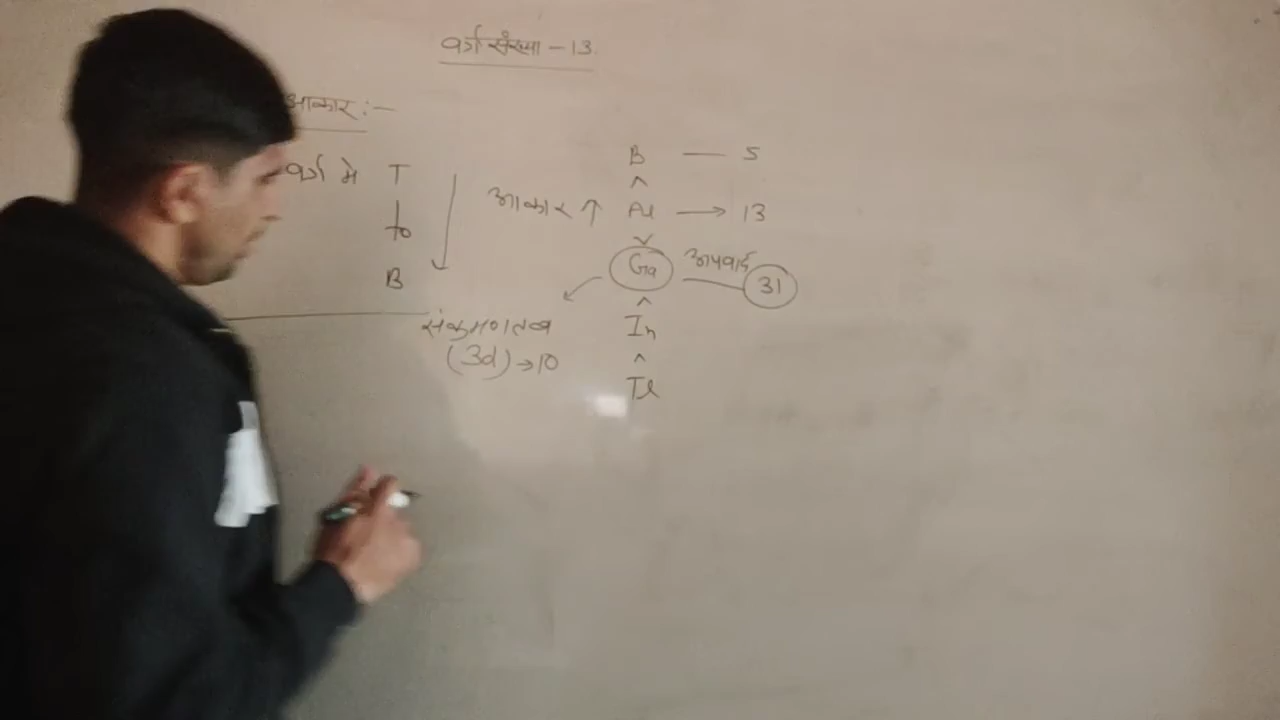 वर्ग संख्या - 13
आकार :-
वर्ग मे T
to
B
आकार ↑
B — 5
^
Al → 13
v
Ga अपवाद 31
^
In
^
Tl
संक्रमण तत्व
(3d) → 10